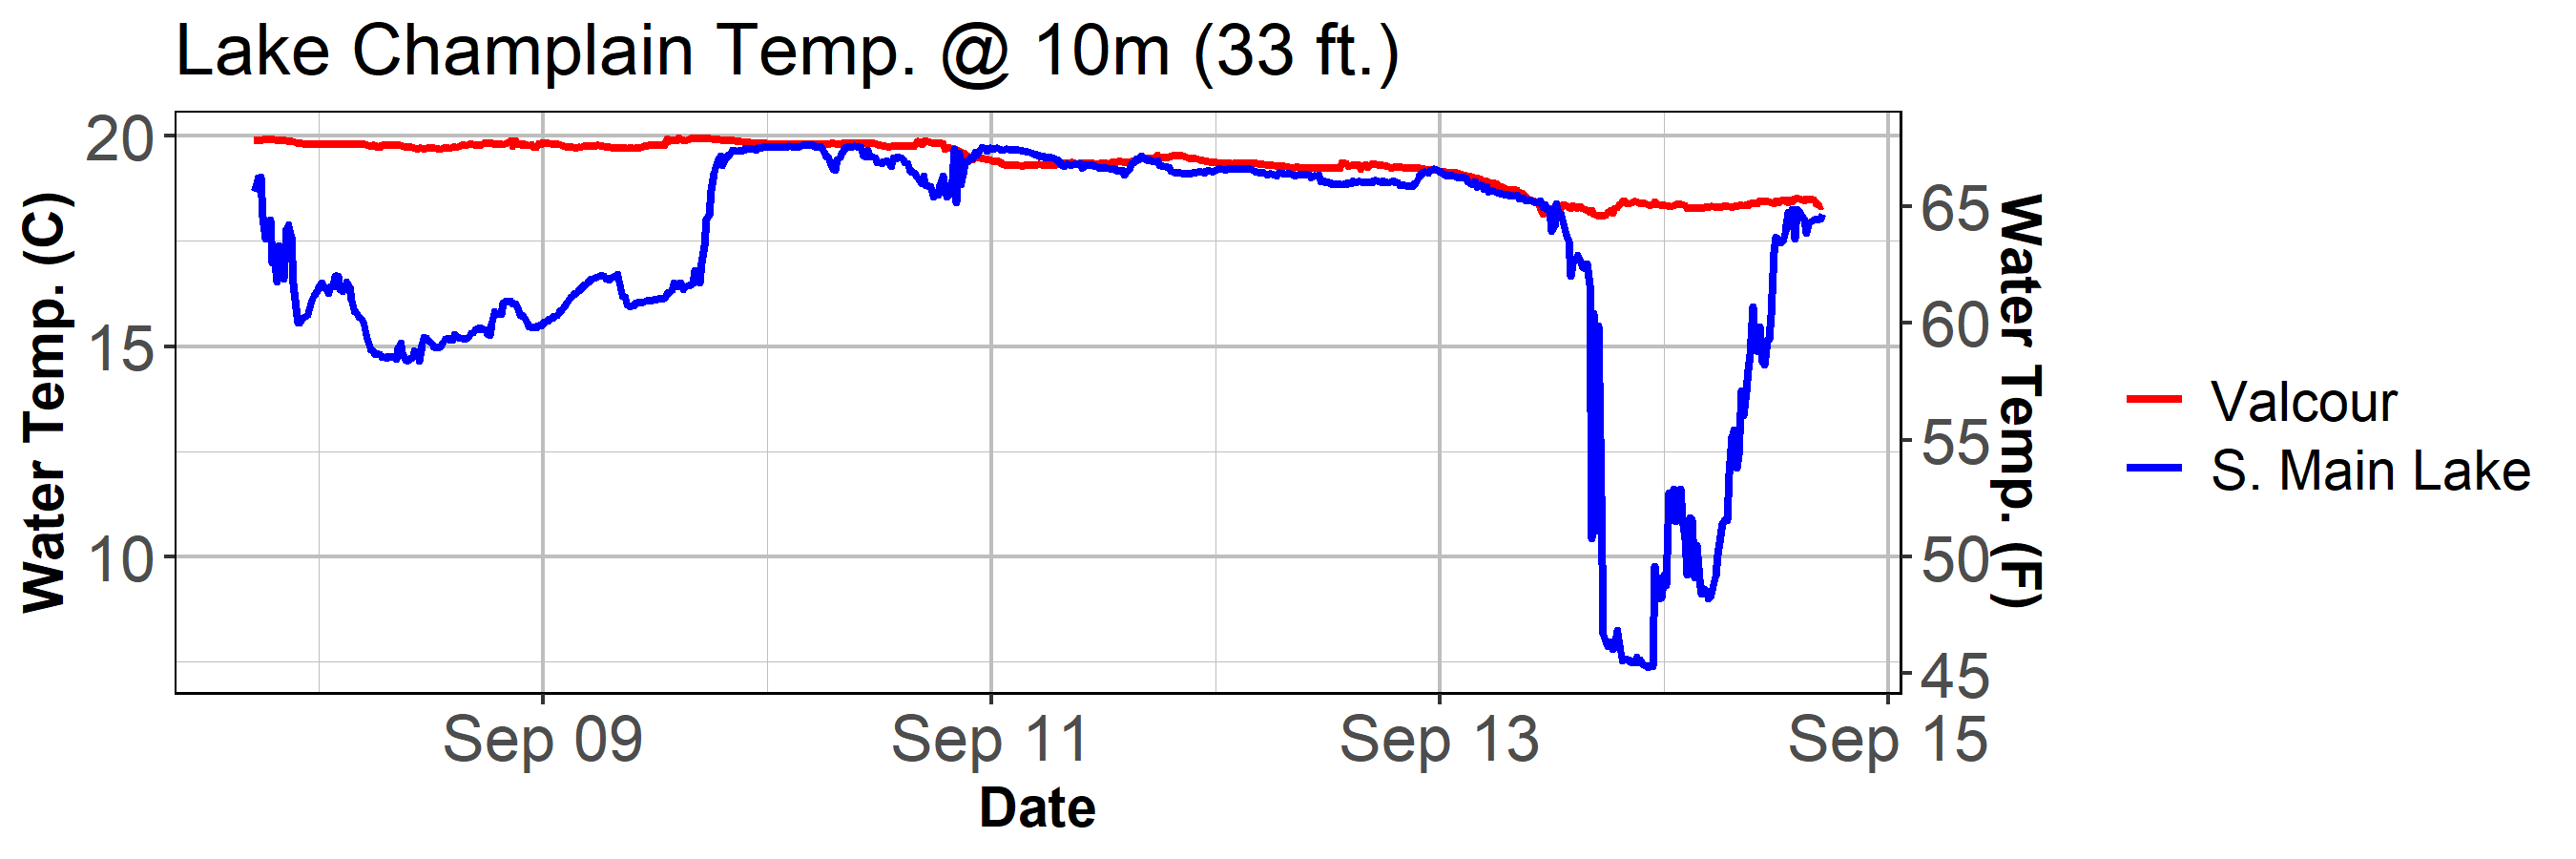 Lake Champlain Temp. @ 10m (33 ft.)
Water Temp. (C)
20
15
10
65
60
55
50
45
Water Temp. (F)
Sep 09
Sep 11
Sep 13
Sep 15
Date
Valcour
S. Main Lake